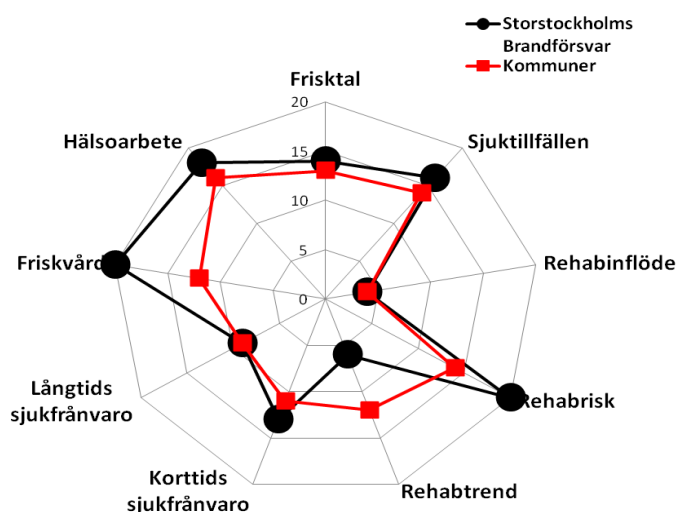 Storstockholms
Brandförsvar
Kommuner
Frisktal
20
Hälsoarbete
Sjuktillfällen
15
10
5
Friskvård
Rehabinflöde
0
Långtids
sjukfrånvaro
Rehabrisk
Korttids
sjukfrånvaro
Rehabtrend